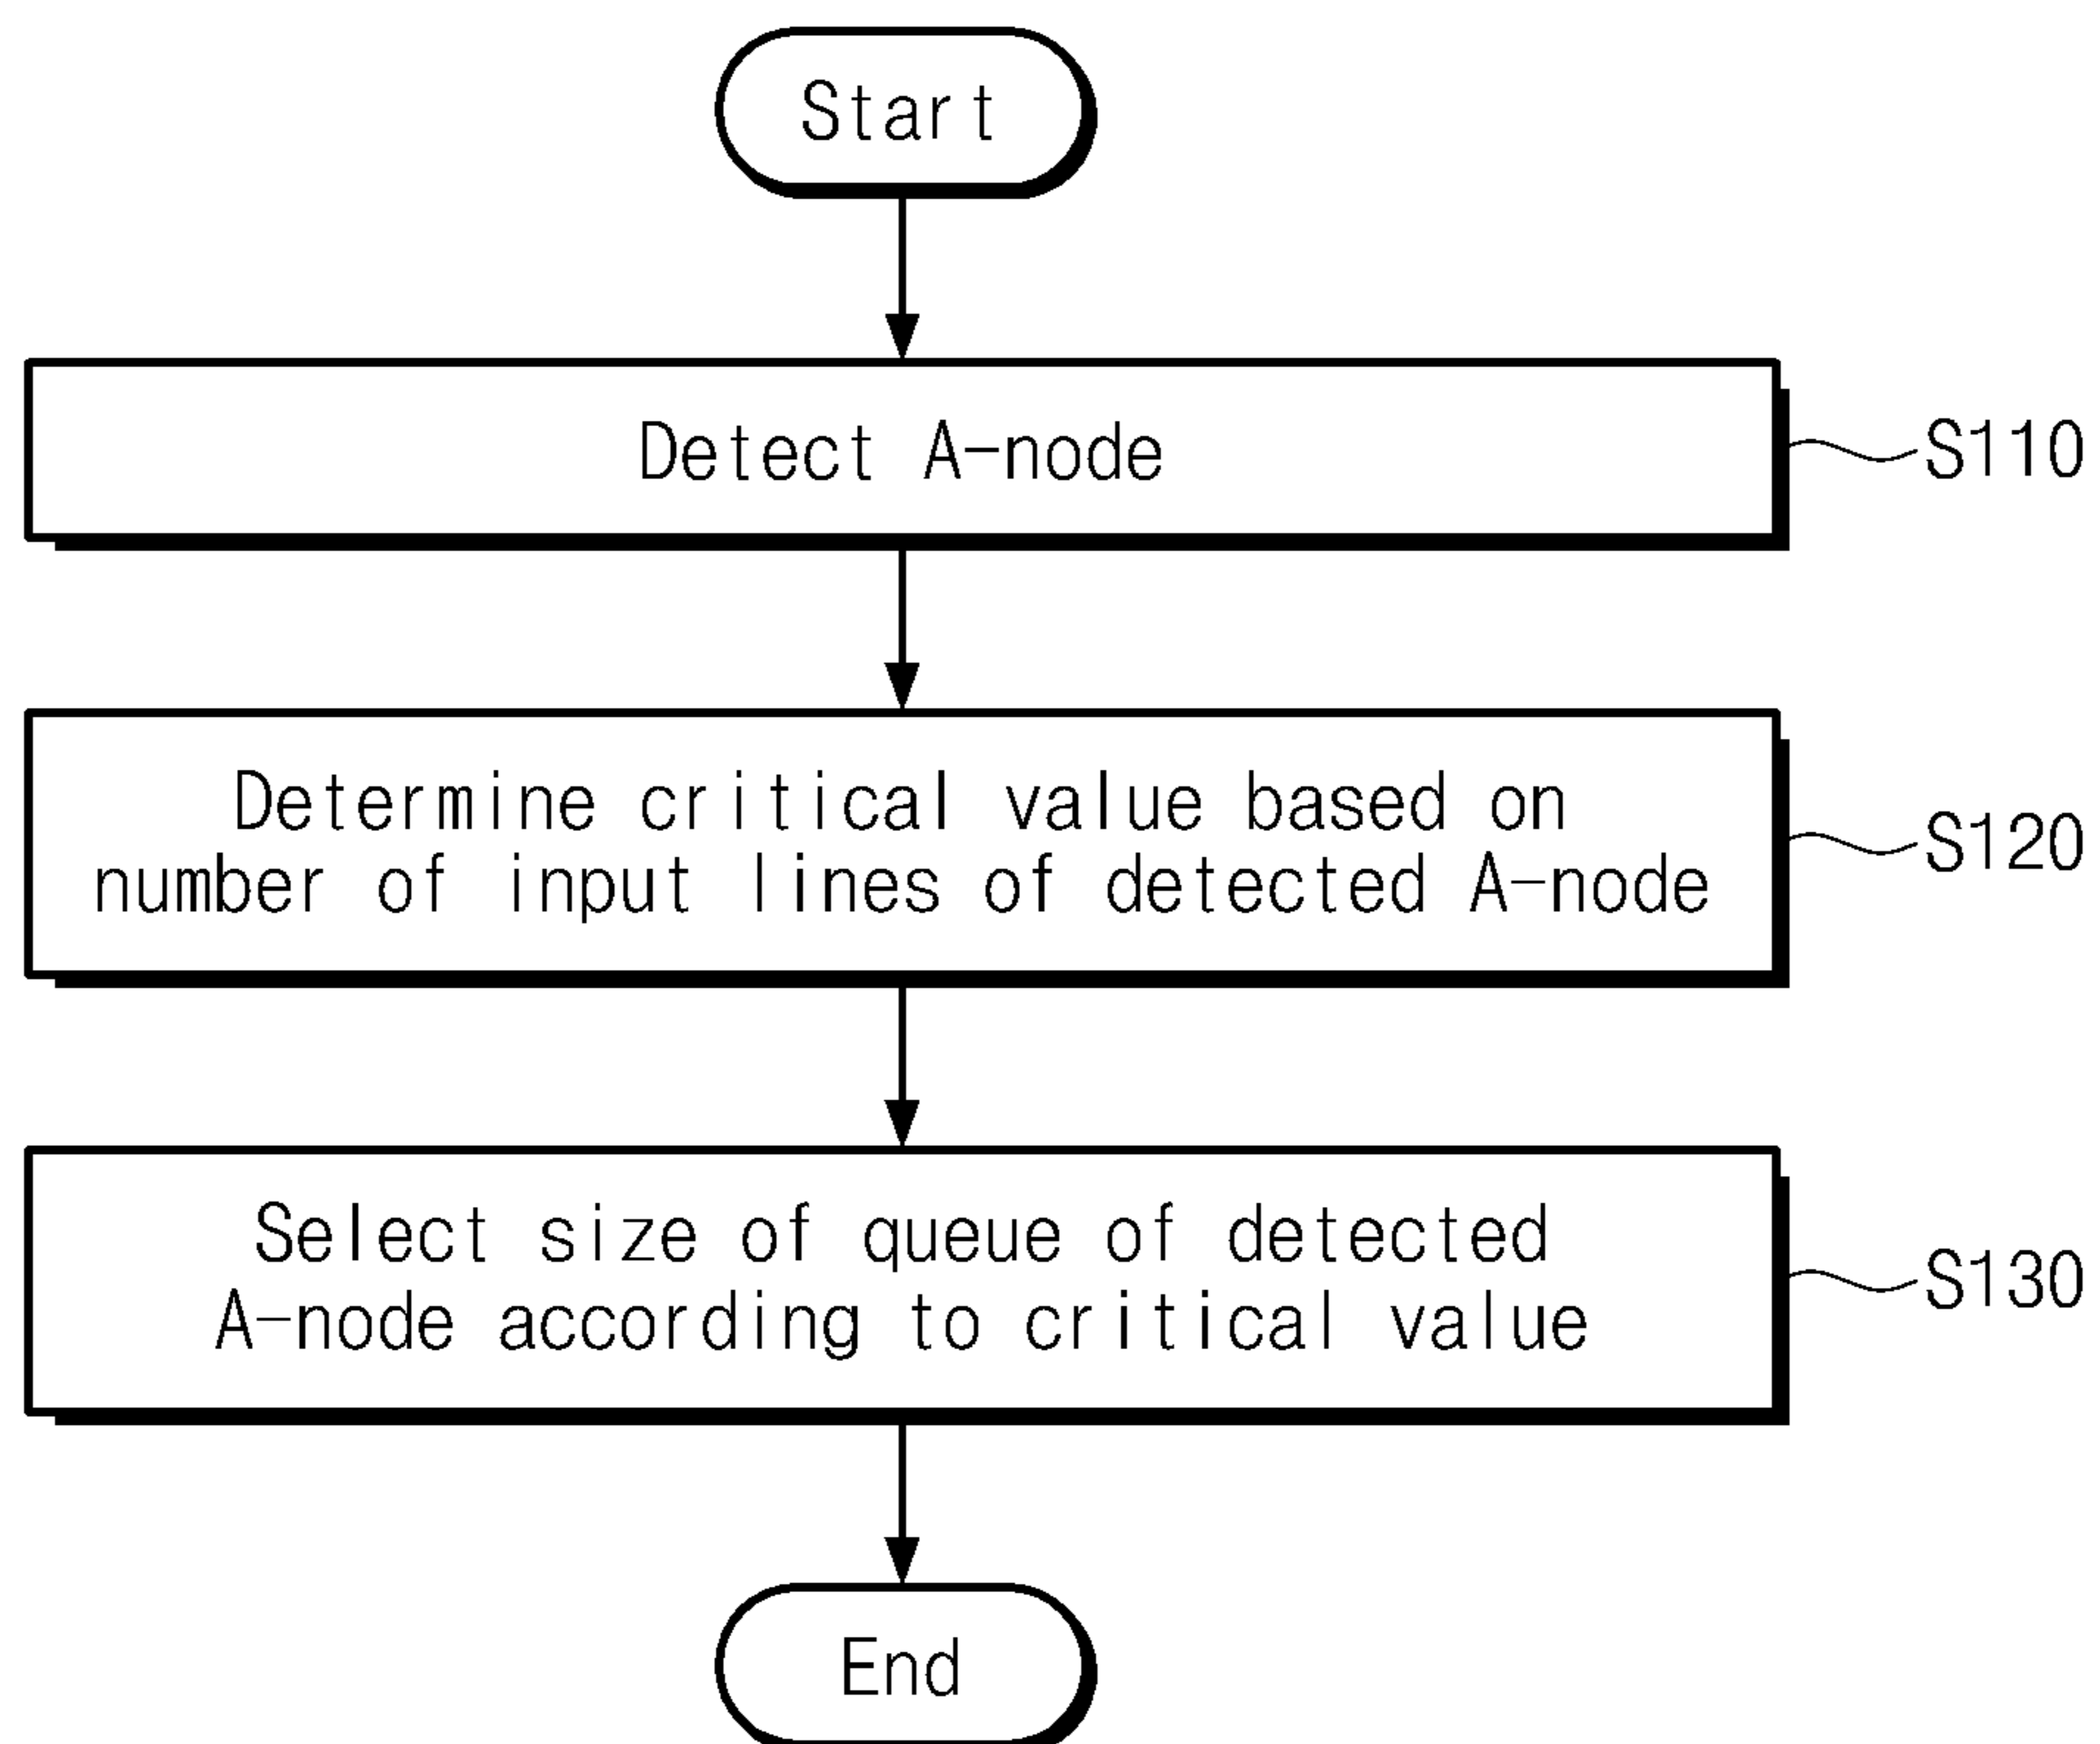 Start
Detect A-node
S110
Determine critical value based on
number of input lines of detected A-node
S120
Select size of queue of detected
A-node according to critical value
S130
End